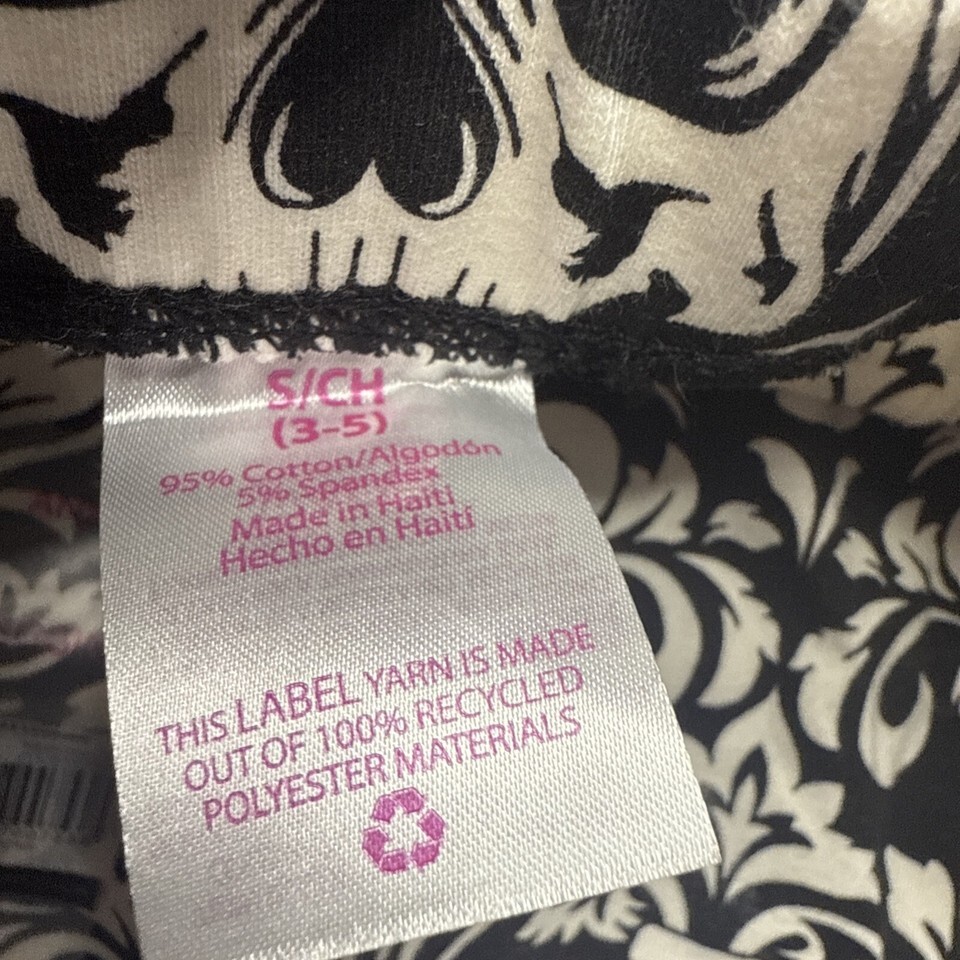 S/CH
(3-5)
95% Cotton/Algodón
5% Spandex
Made in Haiti
Hecho en Haití
THIS LABEL YARN IS MADE
OUT OF 100% RECYCLED
POLYESTER MATERIALS